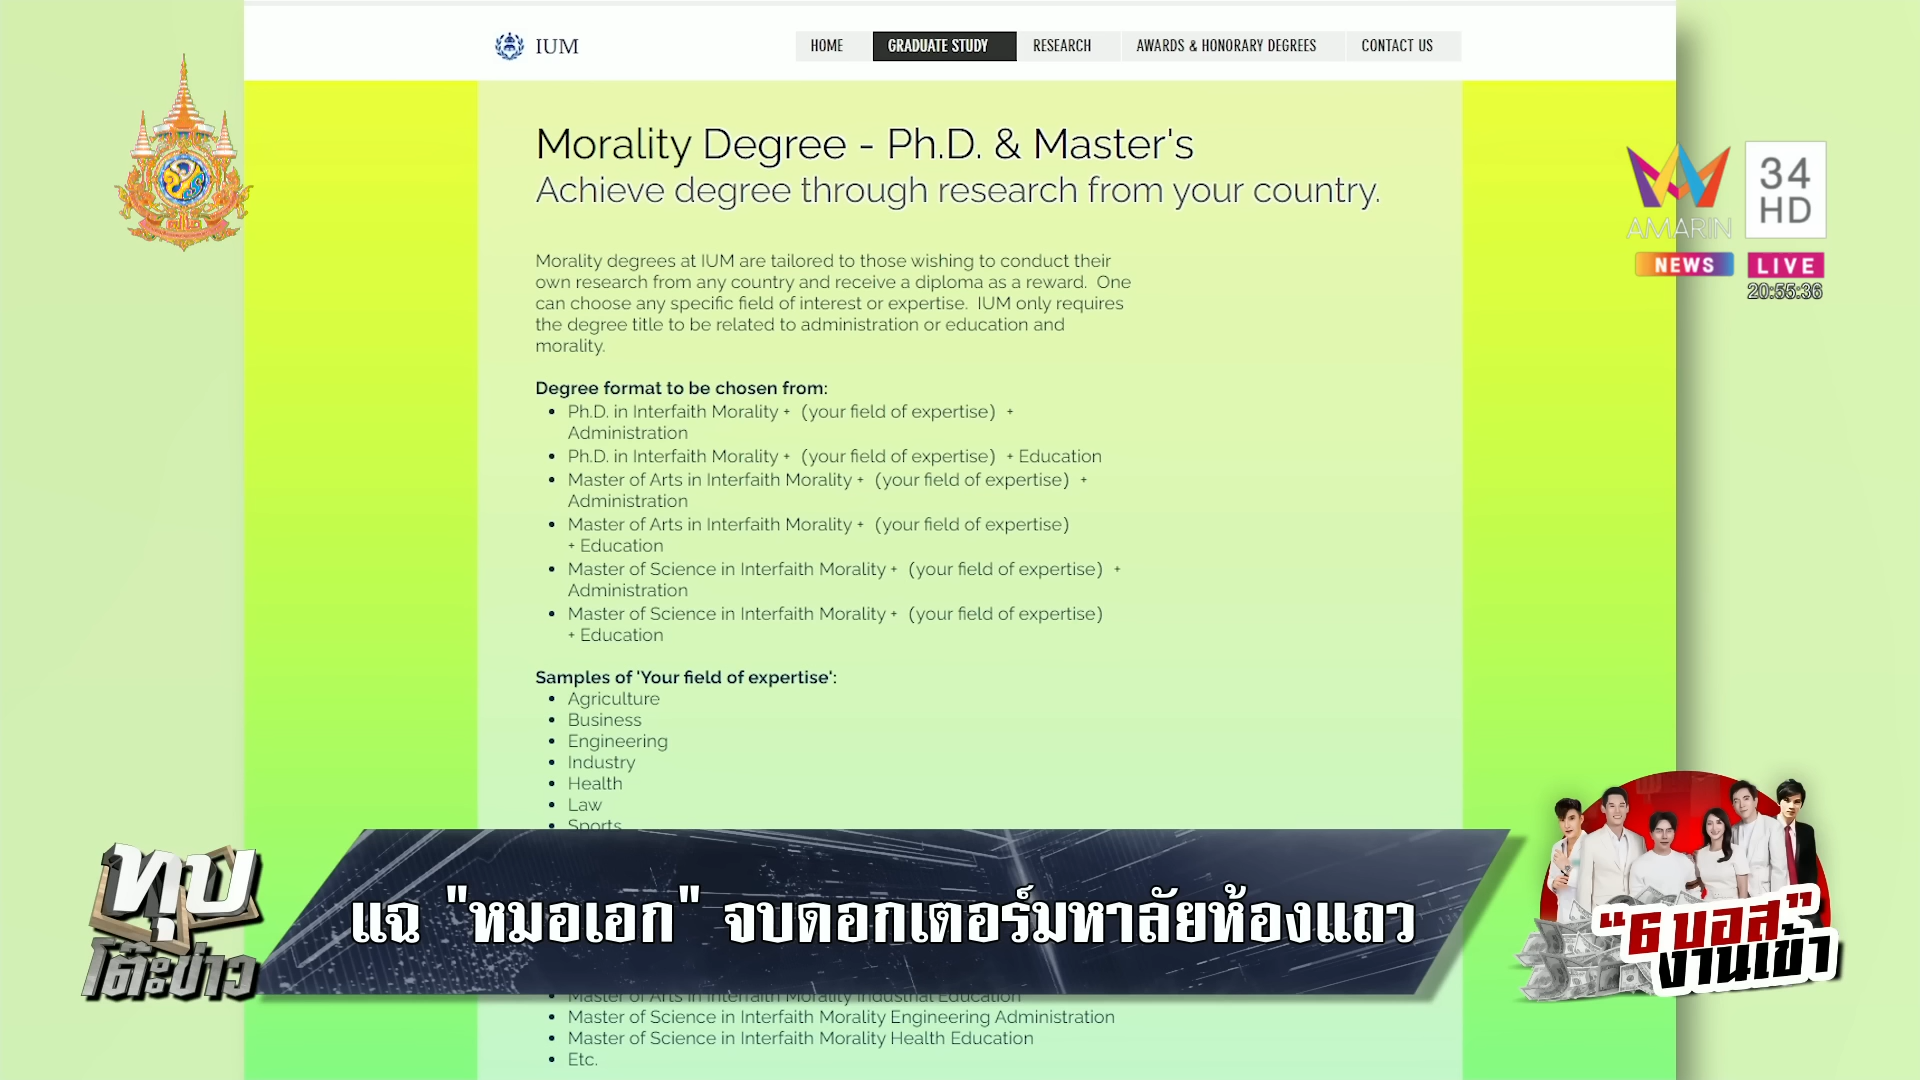 IUM
HOME
GRADUATE STUDY
RESEARCH
AWARDS & HONORARY DEGREES
CONTACT US
Morality Degree - Ph.D. & Master's
Achieve degree through research from your country.
AMARIN
34
HD
NEWS
LIVE
20:55:36
Morality degrees at IUM are tailored to those wishing to conduct their
own research from any country and receive a diploma as a reward. One
can choose any specific field of interest or expertise. IUM only requires
the degree title to be related to administration or education and
morality.
Degree format to be chosen from:
• Ph.D. in Interfaith Morality + (your field of expertise) +
Administration
• Ph.D. in Interfaith Morality + (your field of expertise) + Education
• Master of Arts in Interfaith Morality + (your field of expertise) +
Administration
• Master of Arts in Interfaith Morality + (your field of expertise)
+ Education
• Master of Science in Interfaith Morality + (your field of expertise) +
Administration
• Master of Science in Interfaith Morality + (your field of expertise)
+ Education
Samples of 'Your field of expertise':
• Agriculture
• Business
• Engineering
• Industry
• Health
• Law
• Sports
ทุบ
โต๊ะข่าว
แฉ "หมอเอก" จบดอกเตอร์มหาลัยห้องแถว
"6 บอส"
งานเข้า
• Master of Arts in Interfaith Morality Industrial Education
• Master of Science in Interfaith Morality Engineering Administration
• Master of Science in Interfaith Morality Health Education
• Etc.